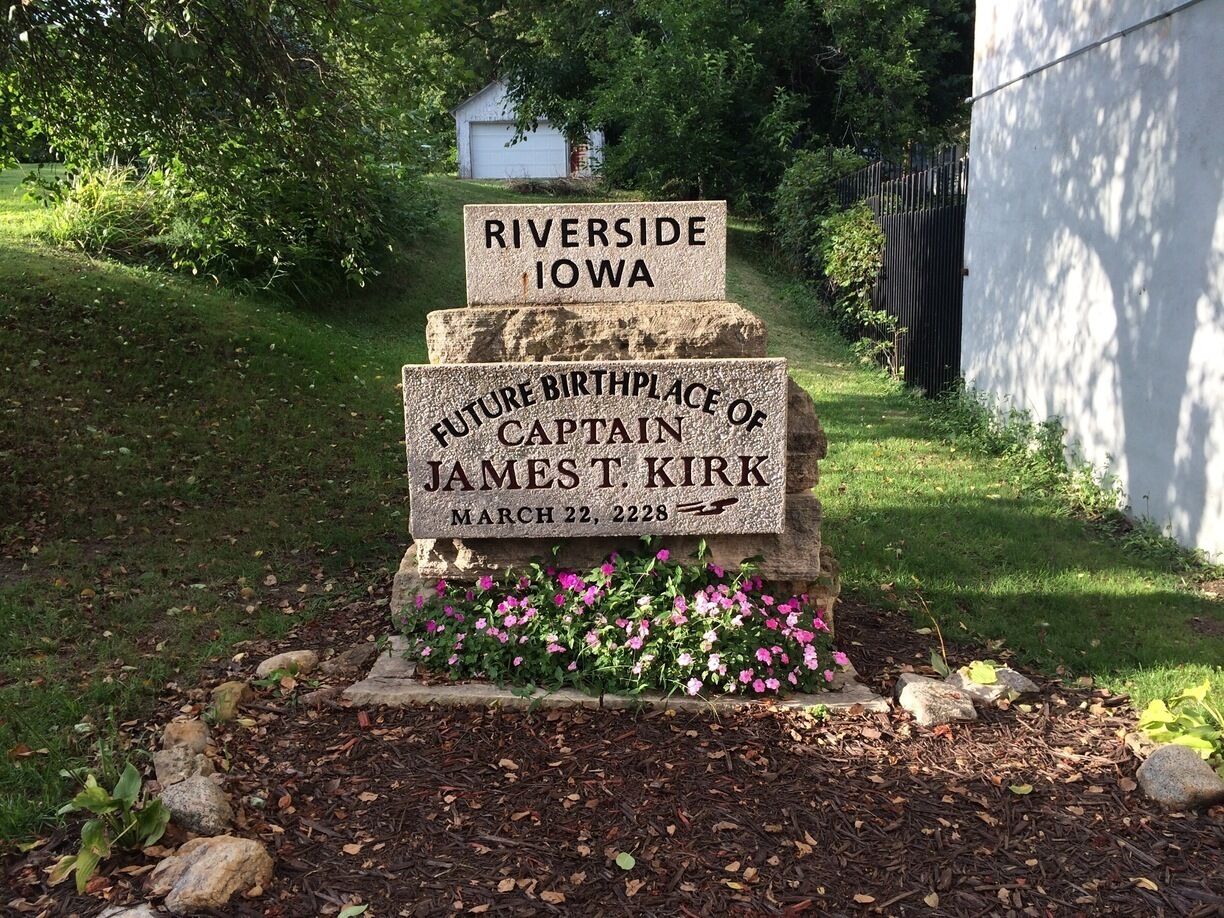 RIVERSIDE
IOWA
FUTURE BIRTHPLACE OF
CAPTAIN
JAMES T. KIRK
MARCH 22, 2228